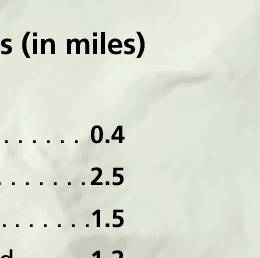 s (in miles)
. . . . . . 0.4
. . . . . . . 2.5
. . . . . . . 1.5